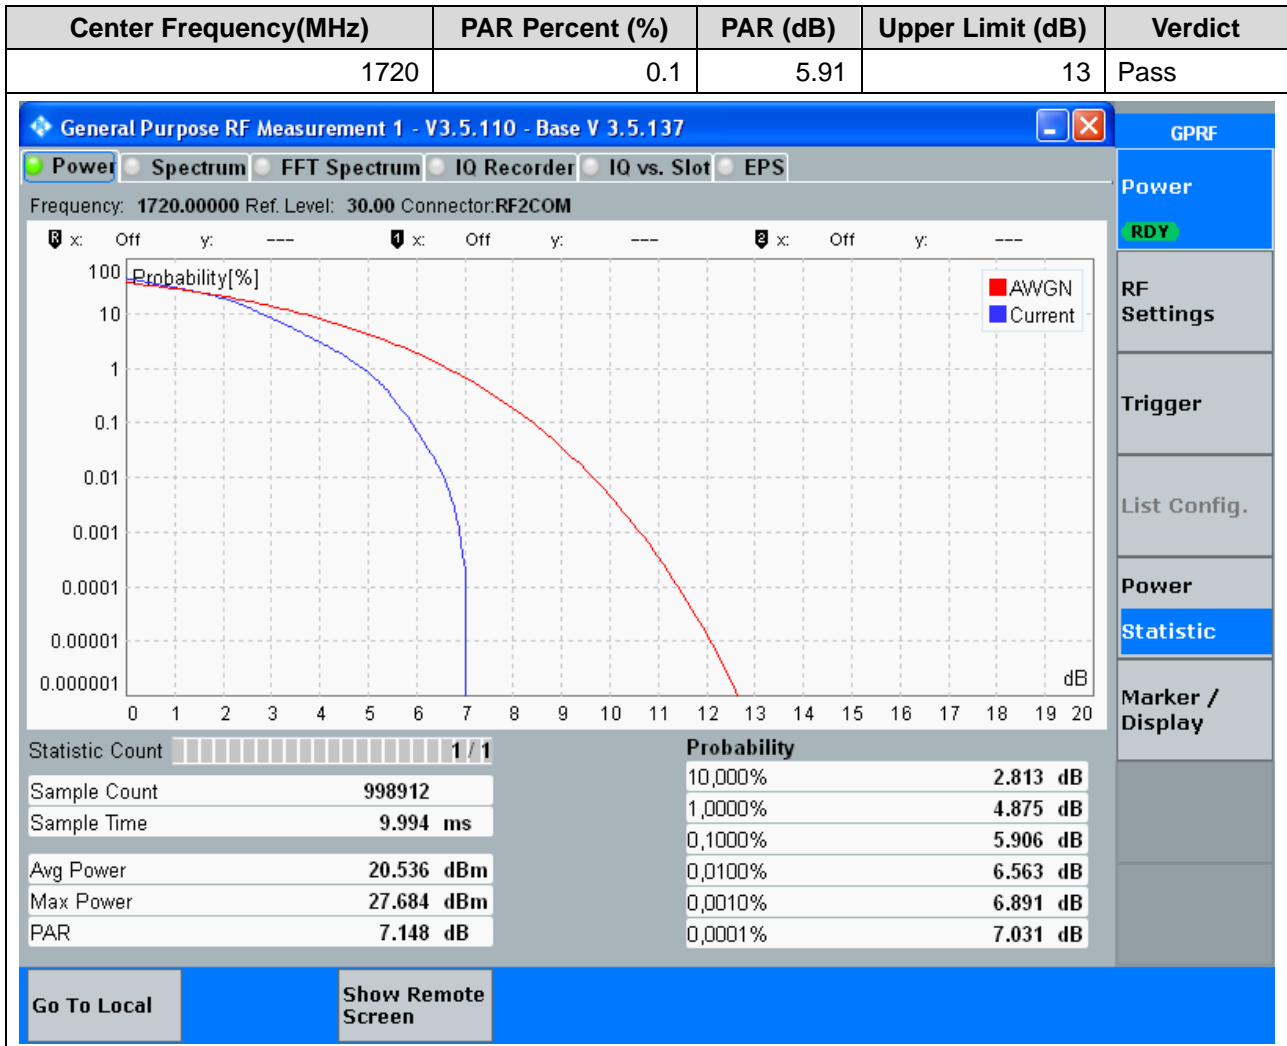 Center Frequency(MHz) PAR Percent (%) PAR (dB) Upper Limit (dB) Verdict
1720 0.1 5.91 13 Pass
General Purpose RF Measurement 1 - V3.5.110 - Base V 3.5.137
GPRF
Power Spectrum FFT Spectrum IQ Recorder IQ vs. Slot EPS
Frequency: 1720.00000 Ref. Level: 30.00 Connector:RF2COM
R x: Off y: --- 1 x: Off y: --- 2 x: Off y: ---
Probability[%]
AWGN
Current
100
10
1
0.1
0.01
0.001
0.0001
0.00001
0.000001
dB
0 1 2 3 4 5 6 7 8 9 10 11 12 13 14 15 16 17 18 19 20
Statistic Count 1 / 1
Sample Count 998912
Sample Time 9.994 ms
Avg Power 20.536 dBm
Max Power 27.684 dBm
PAR 7.148 dB
Probability
10,000% 2.813 dB
1,0000% 4.875 dB
0,1000% 5.906 dB
0,0100% 6.563 dB
0,0010% 6.891 dB
0,0001% 7.031 dB
Power
RDY
RF
Settings
Trigger
List Config.
Power
Statistic
Marker /
Display
Go To Local
Show Remote
Screen